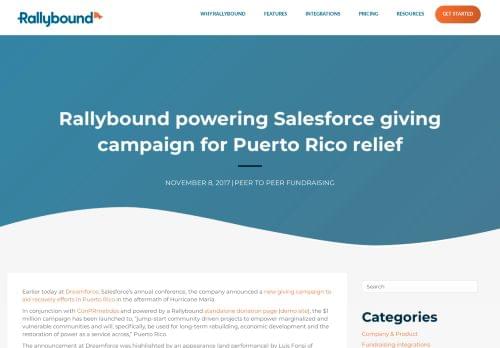 Rallybound
WHY RALLYBOUND
FEATURES
INTEGRATIONS
PRICING
RESOURCES
GET STARTED
Rallybound powering Salesforce giving
campaign for Puerto Rico relief
NOVEMBER 8, 2017 | PEER TO PEER FUNDRAISING
Earlier today at Dreamforce, Salesforce's annual conference, the company announced a new giving campaign to
aid recovery efforts in Puerto Rico in the aftermath of Hurricane Maria.
In conjunction with ConPRmetidos and powered by a Rallybound standalone donation page (demo site), the $1
million campaign has been launched to, "jump-start community driven projects to empower marginalized and
vulnerable communities and will, specifically, be used for long-term rebuilding, economic development and the
restoration of power as a service across," Puerto Rico.
The announcement at Dreamforce was highlighted by an appearance (and performance) by Luis Fonsi of
Search
Categories
Company & Product
Fundraising integrations